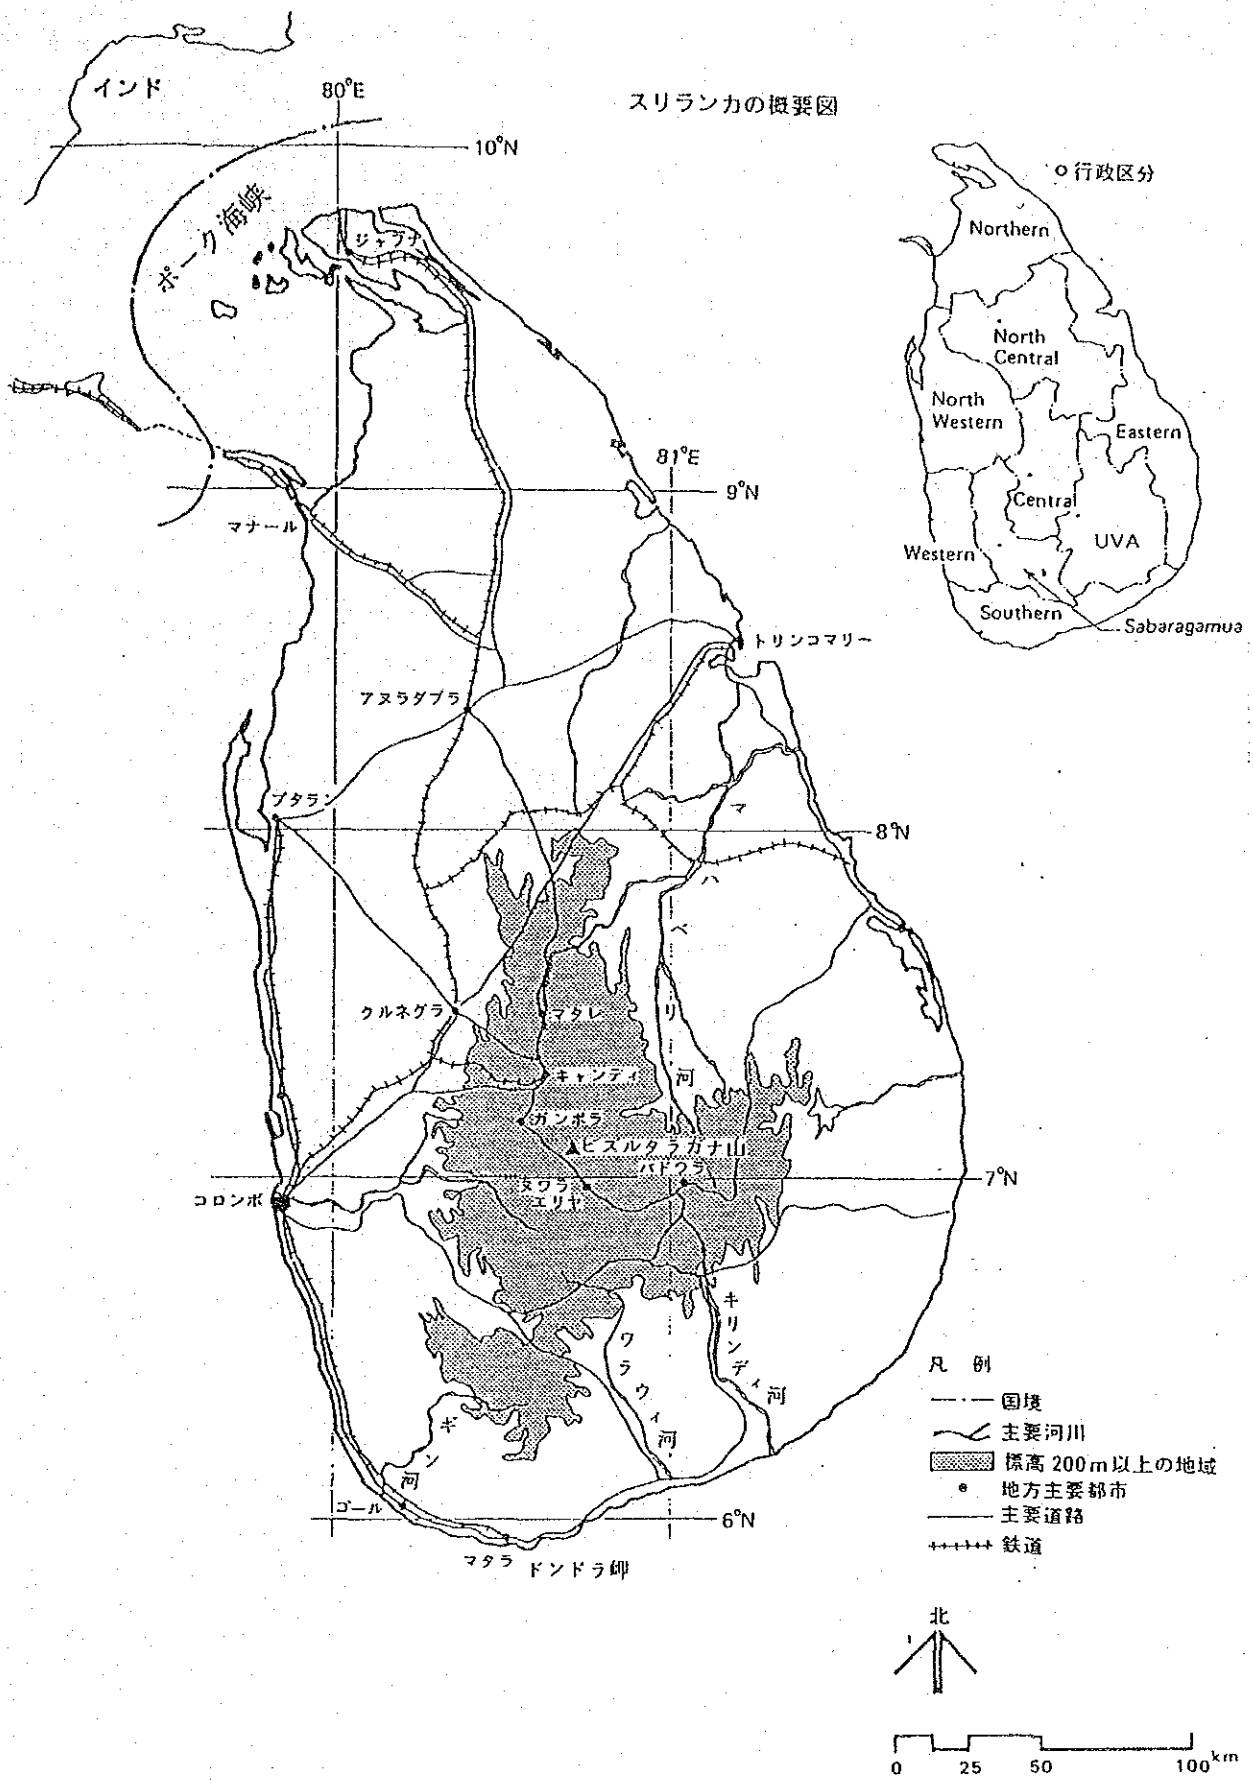 スリランカの概要図
インド
80°E
10°N
ポーク海峡
ジャフナ
81°E
9°N
マナール
トリンコマリー
アヌラダプラ
プタラン
8°N
マハベリ河
クルネグラ
マタレ
キャンディ
ガンポラ
▲ピズルタラガナ山
バドウラ
ヌワラ
エリヤ
7°N
コロンボ
キリンディ河
ワラウィ河
ギン河
ゴール
6°N
マタラ
ドンドラ岬
○行政区分
Northern
North
Central
North
Western
Eastern
Central
UVA
Western
Southern
Sabaragamua
凡例
国境
主要河川
標高200m以上の地域
地方主要都市
主要道路
鉄道
北
0 25 50 100km